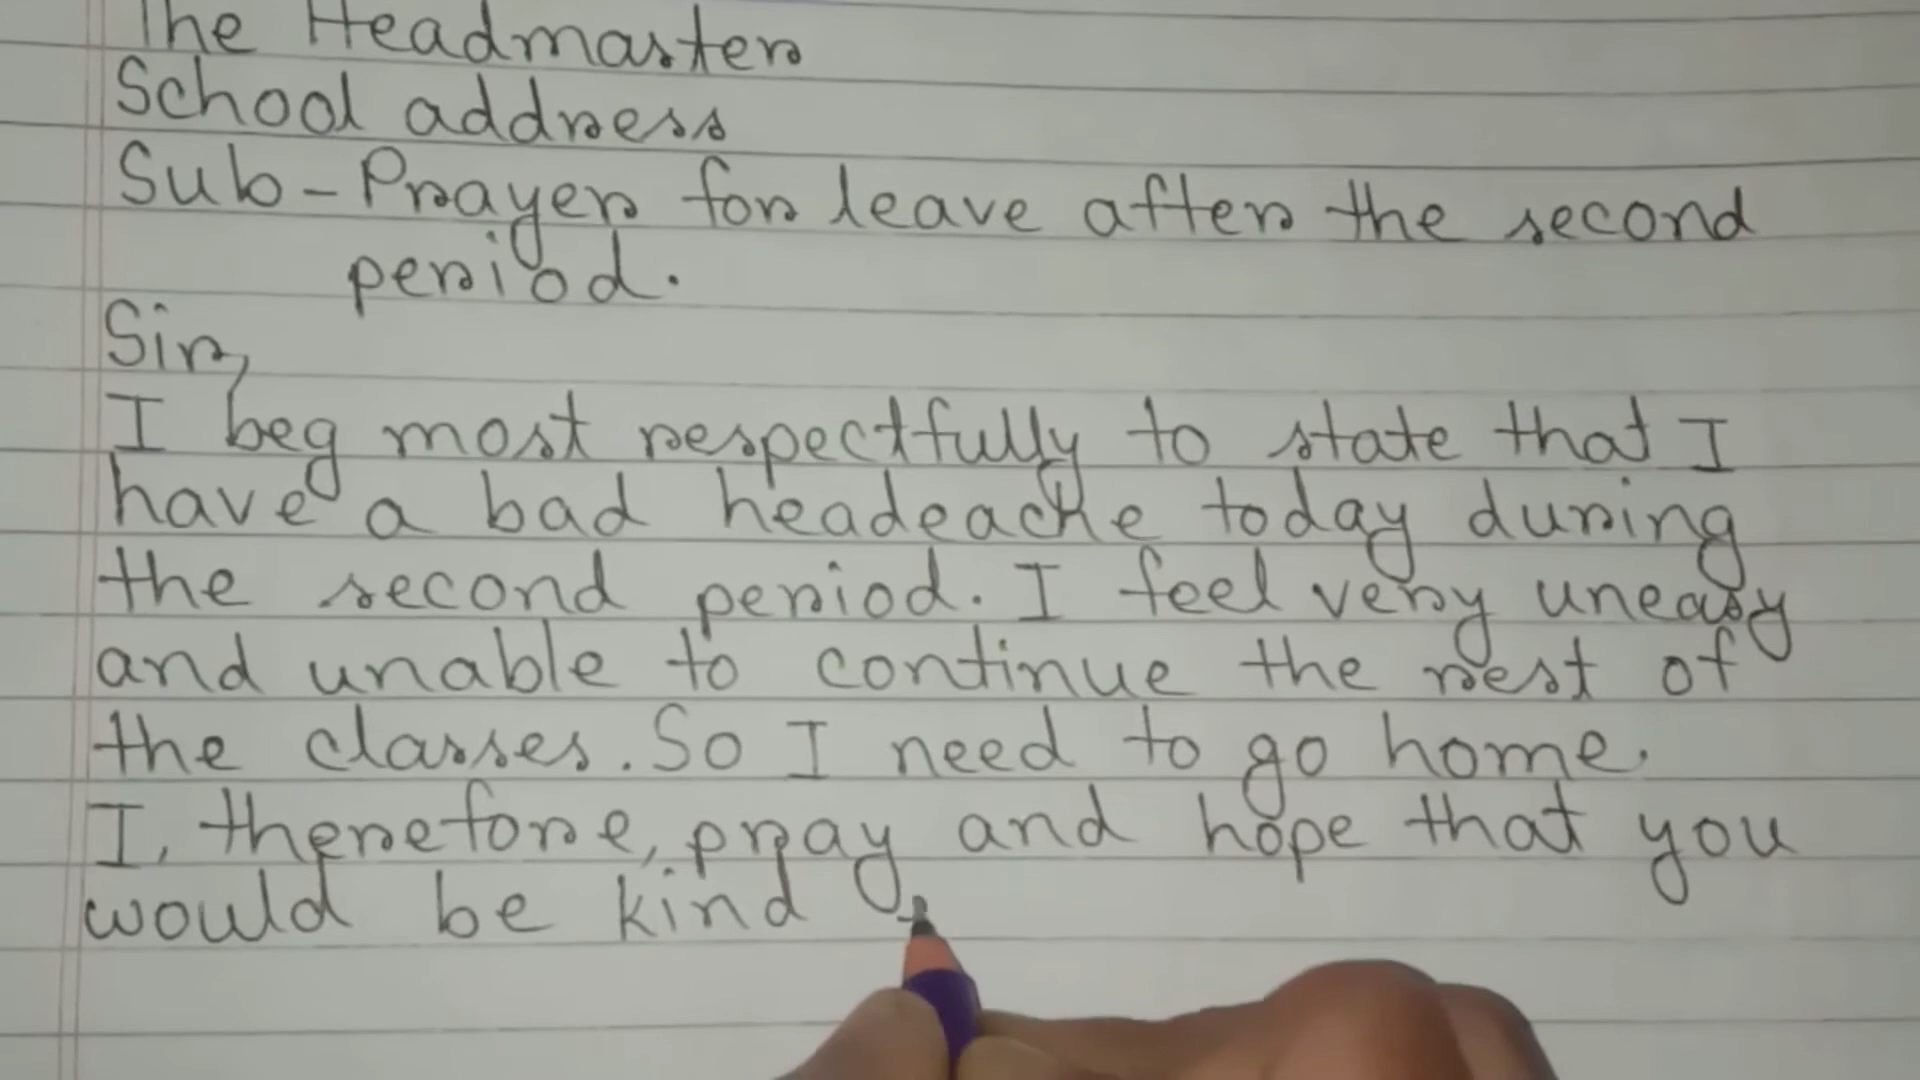 The Headmaster
School address
Sub-Prayer for leave after the second
period.
Sir,
I beg most respectfully to state that I
have a bad headeache today during
the second period. I feel very uneasy
and unable to continue the rest of
the classes. So I need to go home.
I, therefore, pray and hope that you
would be kind